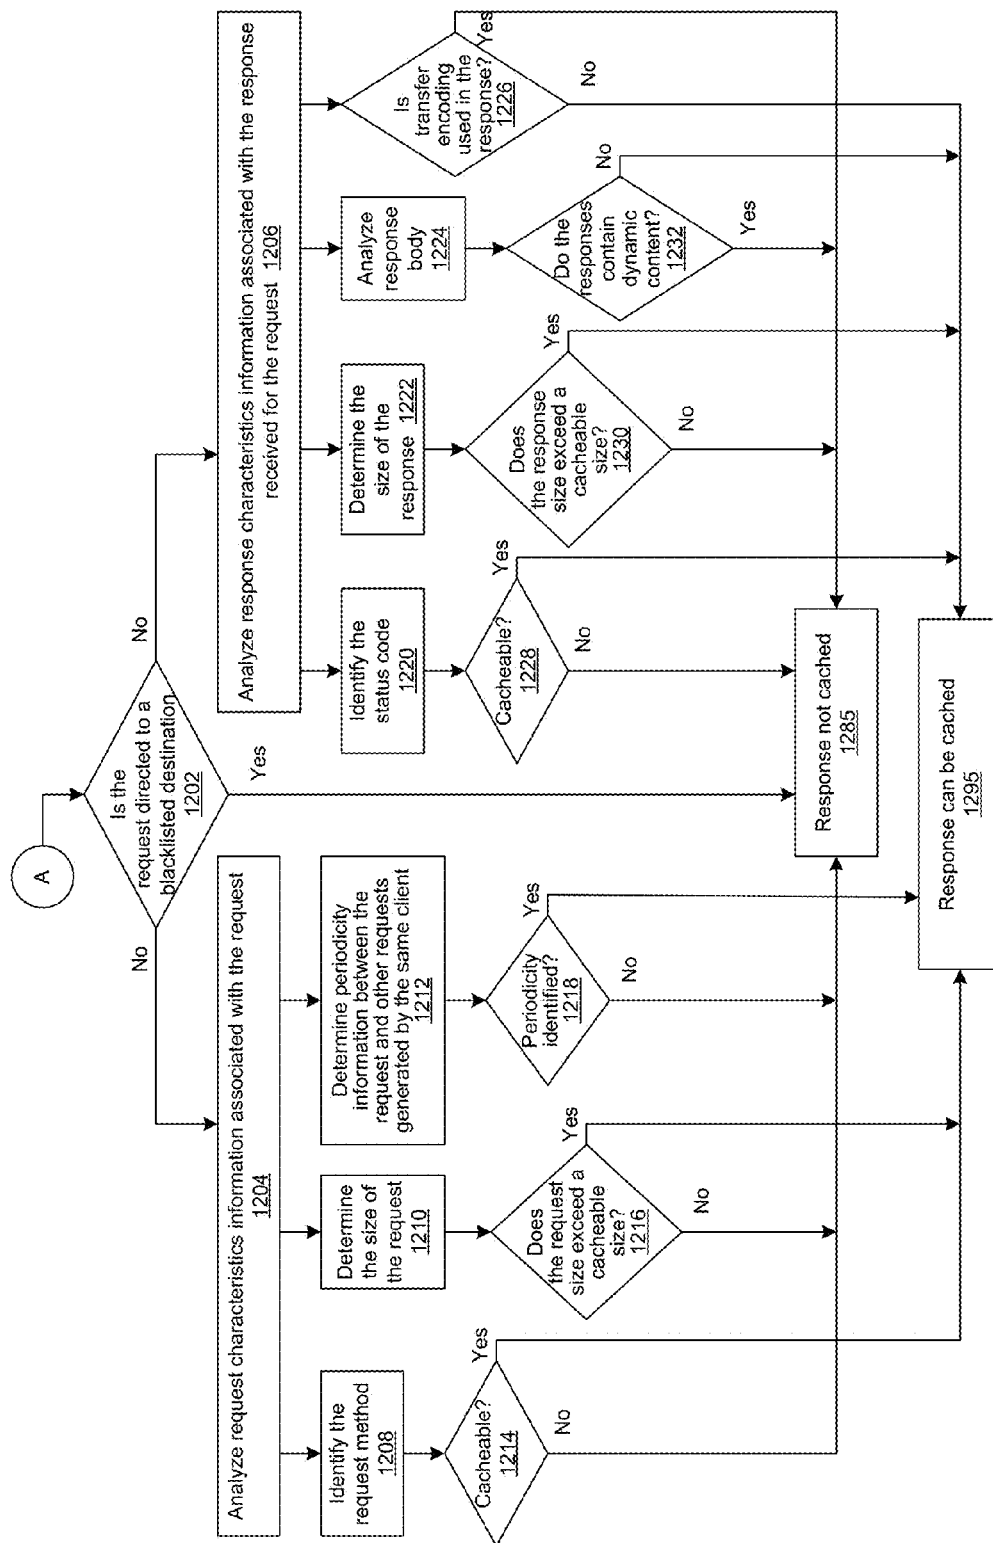 A
Is the
request directed to a
blacklisted destination
1202
No
Yes
No
Analyze request characteristics information associated with the request
1204
Analyze response characteristics information associated with the response
received for the request 1206
Identify the
request method
1208
Determine
the size of
the request
1210
Determine periodicity
information between the
request and other requests
generated by the same client
1212
Identify the
status code
1220
Determine the
size of the
response 1222
Analyze
response
body
1224
Is
transfer
encoding
used in the
response?
1226
Yes
No
Cacheable?
1214
Yes
No
Does
the request
size exceed a
cacheable
size?
1216
Yes
No
Periodicity
identified?
1218
Yes
No
Cacheable?
1228
Yes
No
Does
the response
size exceed a
cacheable
size?
1230
Yes
No
Do the
responses
contain
dynamic
content?
1232
No
Yes
Response not cached
1285
Response can be cached
1295